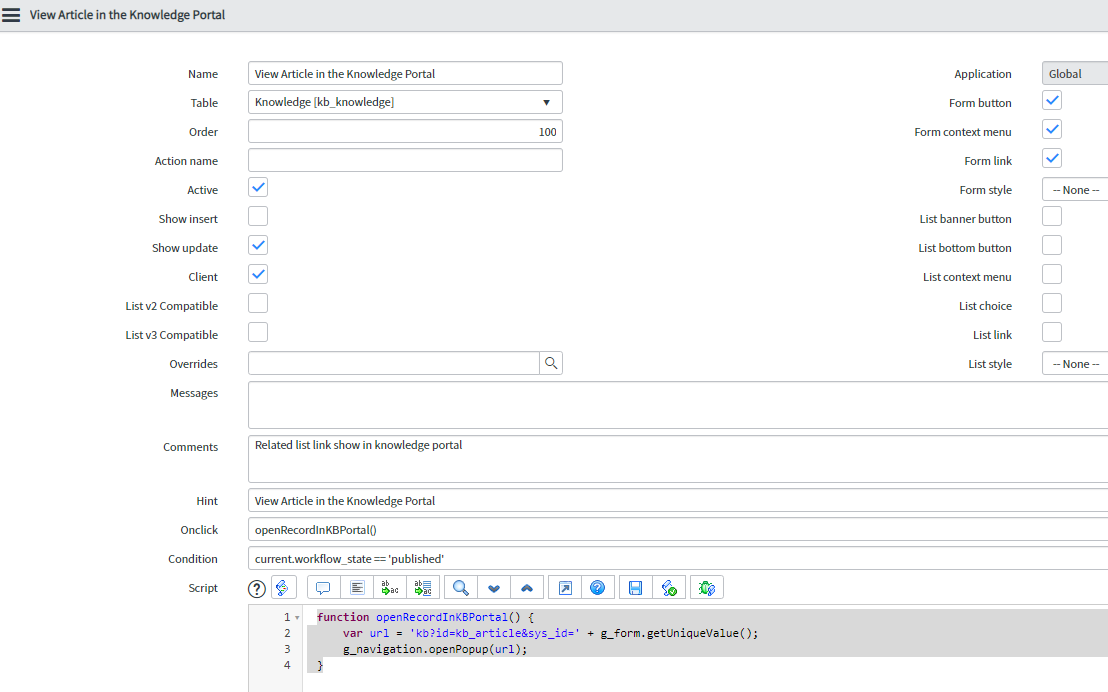 View Article in the Knowledge Portal
Name View Article in the Knowledge Portal Application Global
Table Knowledge [kb_knowledge] Form button
Order 100 Form context menu
Action name Form link
Active Form style -- None --
Show insert List banner button
Show update List bottom button
Client List context menu
List v2 Compatible List choice
List v3 Compatible List link
Overrides List style -- None --
Messages
Comments Related list link show in knowledge portal
Hint View Article in the Knowledge Portal
Onclick openRecordInKBPortal()
Condition current.workflow_state == 'published'
Script
1 function openRecordInKBPortal() {
2 var url = 'kb?id=kb_article&sys_id=' + g_form.getUniqueValue();
3 g_navigation.openPopup(url);
4 }